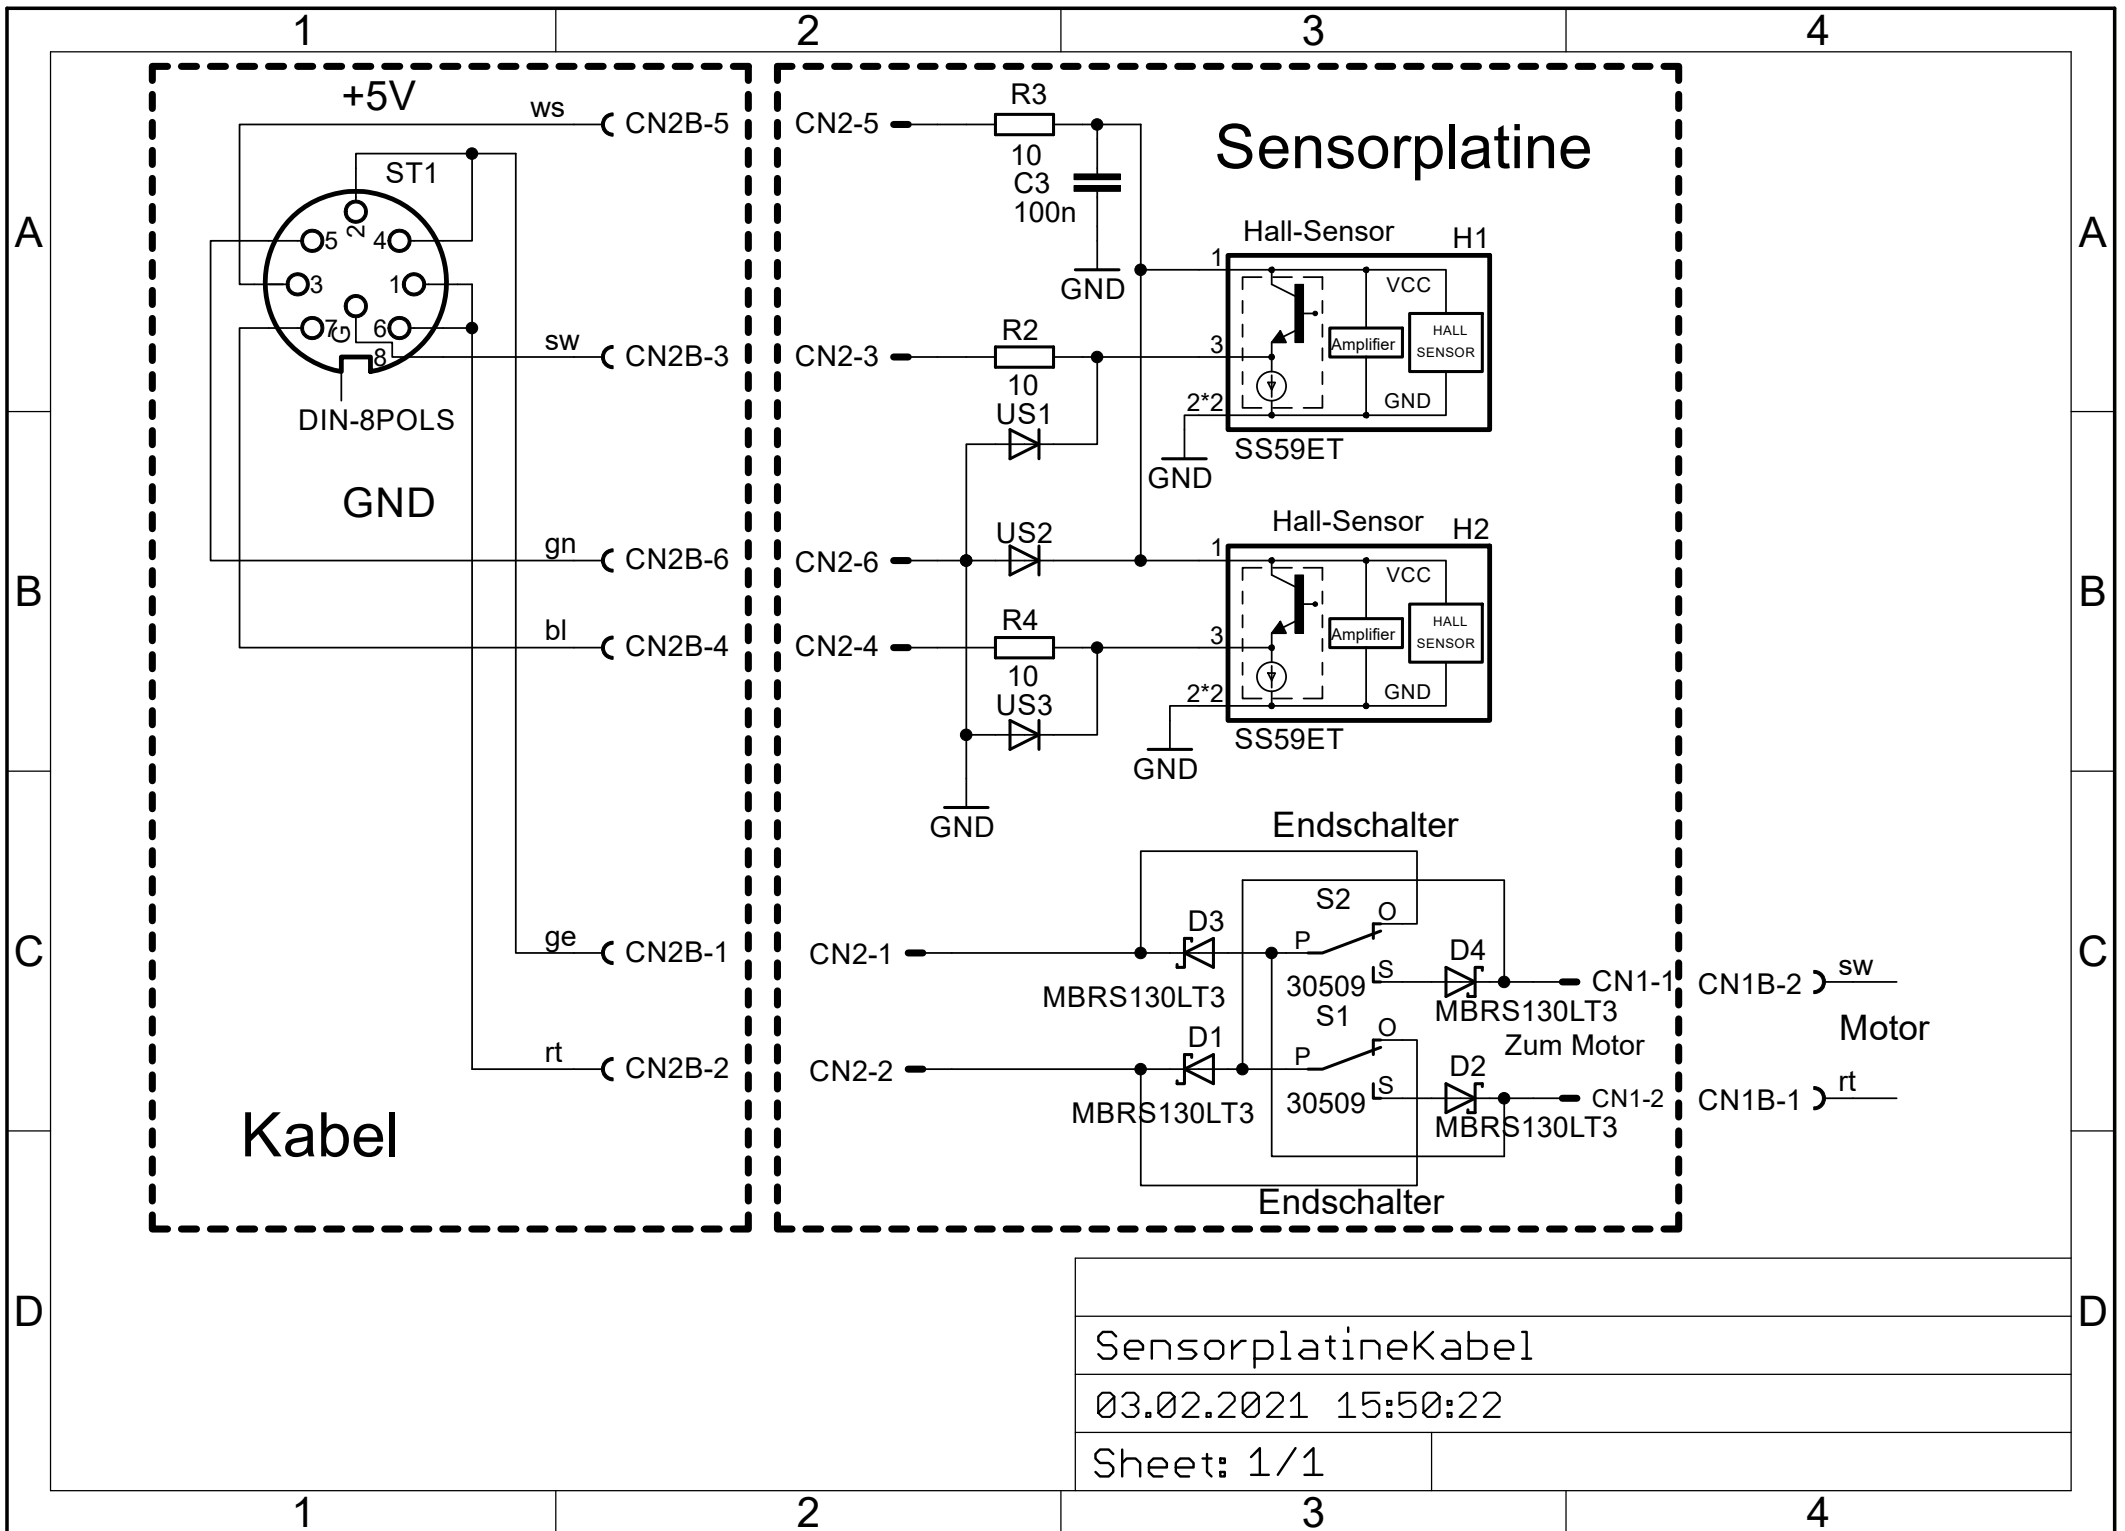 1 2 3 4
A A
B B
C C
D D
+5V
ws
CN2B-5
ST1
5
2
4
3
1
7
G
6
8
sw
CN2B-3
DIN-8POLS
GND
gn
CN2B-6
bl
CN2B-4
ge
CN2B-1
rt
CN2B-2
Kabel
CN2-5
R3
10
C3
100n
GND
Sensorplatine
Hall-Sensor
H1
1
VCC
HALL
SENSOR
Amplifier
3
2*2
GND
SS59ET
GND
CN2-3
R2
10
US1
CN2-6
US2
Hall-Sensor
H2
1
VCC
HALL
SENSOR
Amplifier
3
2*2
GND
SS59ET
GND
CN2-4
R4
10
US3
GND
Endschalter
CN2-1
D3
MBRS130LT3
S2
P
O
S
30509
D4
MBRS130LT3
CN1-1
Zum Motor
CN2-2
D1
MBRS130LT3
S1
P
O
S
30509
D2
MBRS130LT3
CN1-2
Endschalter
CN1B-2
sw
Motor
CN1B-1
rt
SensorplatineKabel
03.02.2021 15:50:22
Sheet: 1/1
1 2 3 4